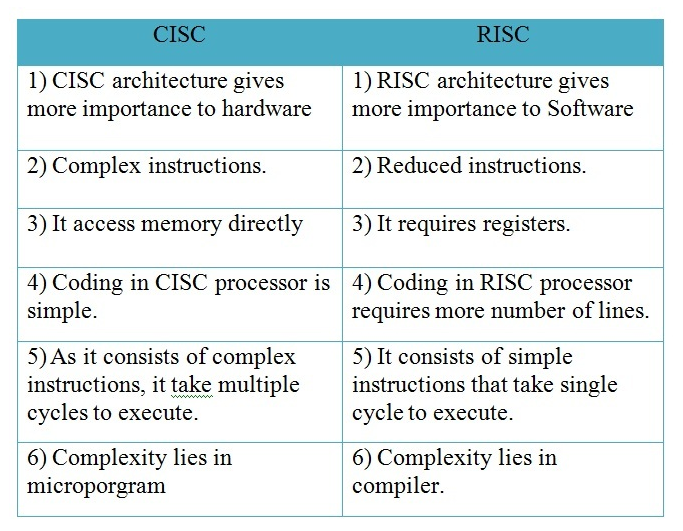 CISC
RISC
1) CISC architecture gives
more importance to hardware
1) RISC architecture gives
more importance to Software
2) Complex instructions.
2) Reduced instructions.
3) It access memory directly
3) It requires registers.
4) Coding in CISC processor is
simple.
4) Coding in RISC processor
requires more number of lines.
5) As it consists of complex
instructions, it take multiple
cycles to execute.
5) It consists of simple
instructions that take single
cycle to execute.
6) Complexity lies in
microporgram
6) Complexity lies in
compiler.